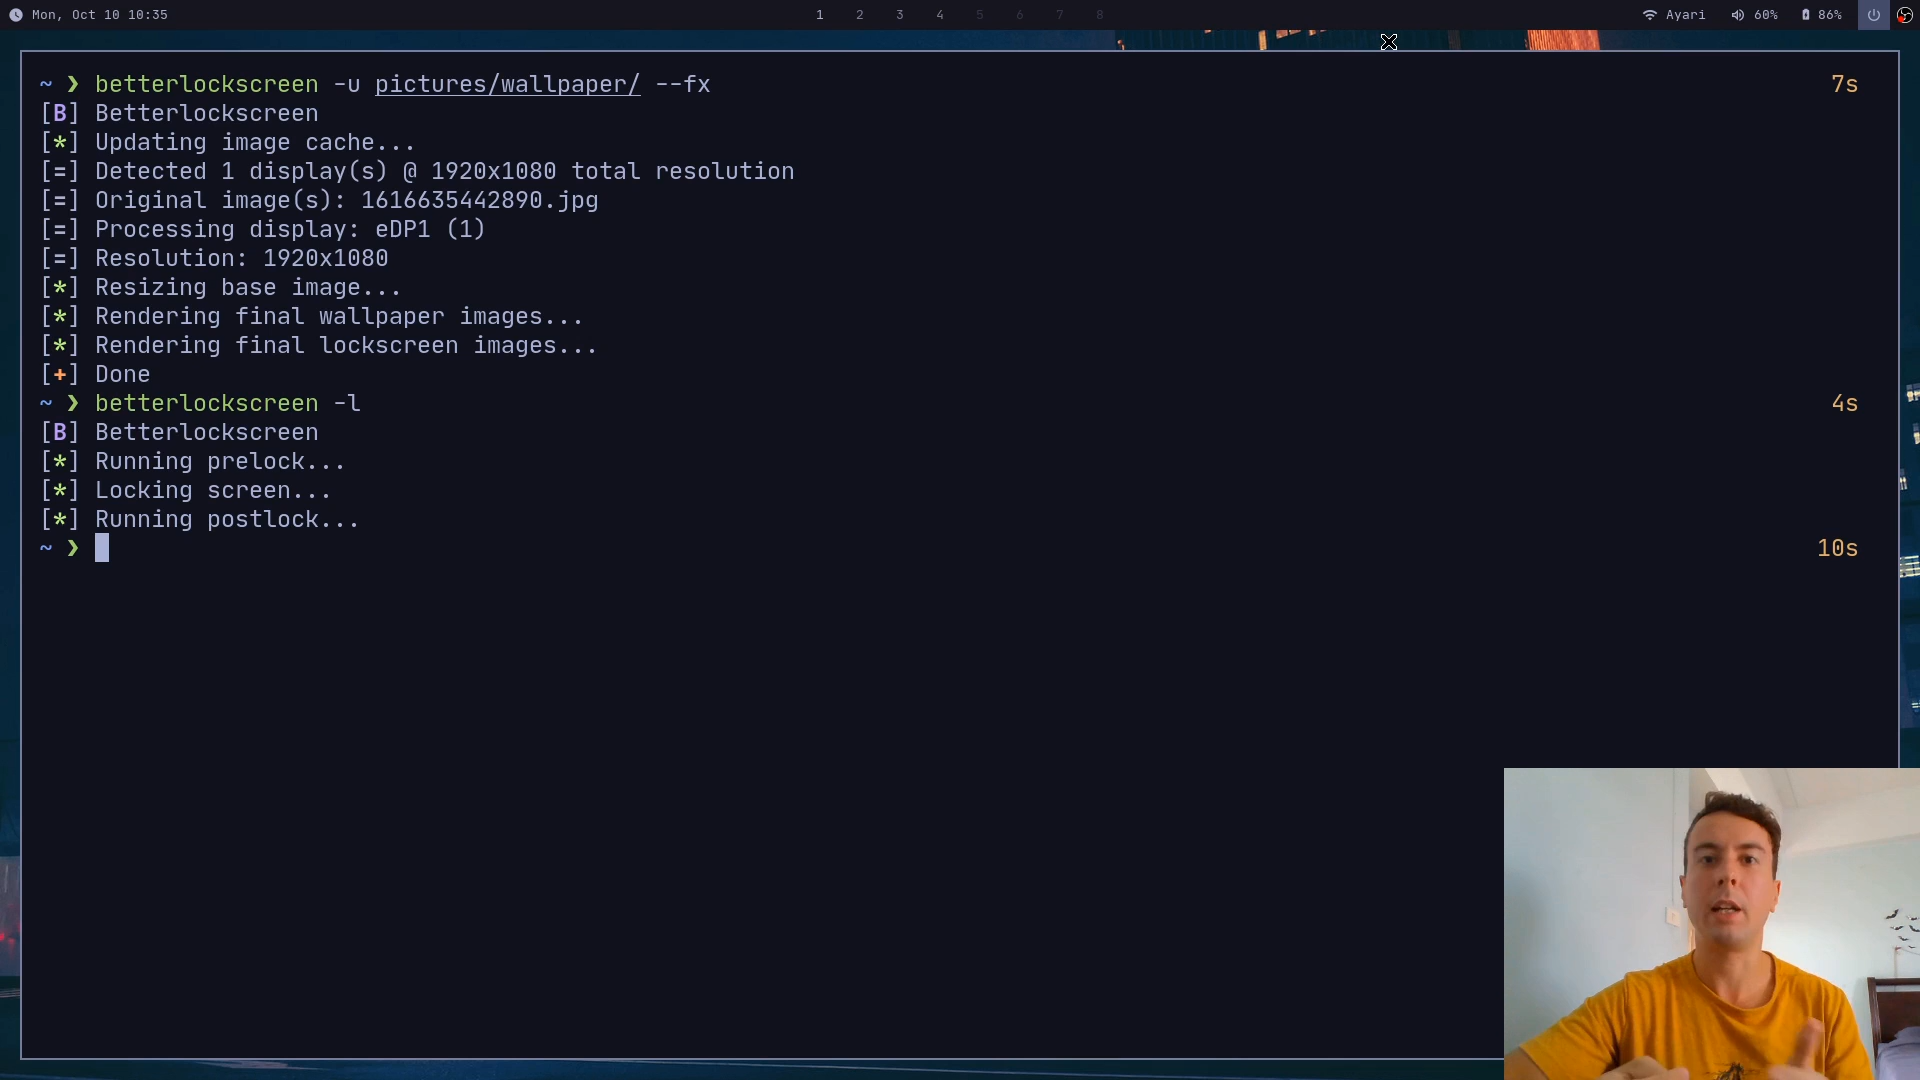 Mon, Oct 10 10:35 1 2 3 4 5 6 7 8 Ayari 60% 86%
~ ❯ betterlockscreen -u pictures/wallpaper/ --fx 7s
[B] Betterlockscreen
[*] Updating image cache...
[=] Detected 1 display(s) @ 1920x1080 total resolution
[=] Original image(s): 1616635442890.jpg
[=] Processing display: eDP1 (1)
[=] Resolution: 1920x1080
[*] Resizing base image...
[*] Rendering final wallpaper images...
[*] Rendering final lockscreen images...
[+] Done
~ ❯ betterlockscreen -l 4s
[B] Betterlockscreen
[*] Running prelock...
[*] Locking screen...
[*] Running postlock...
~ ❯ 10s